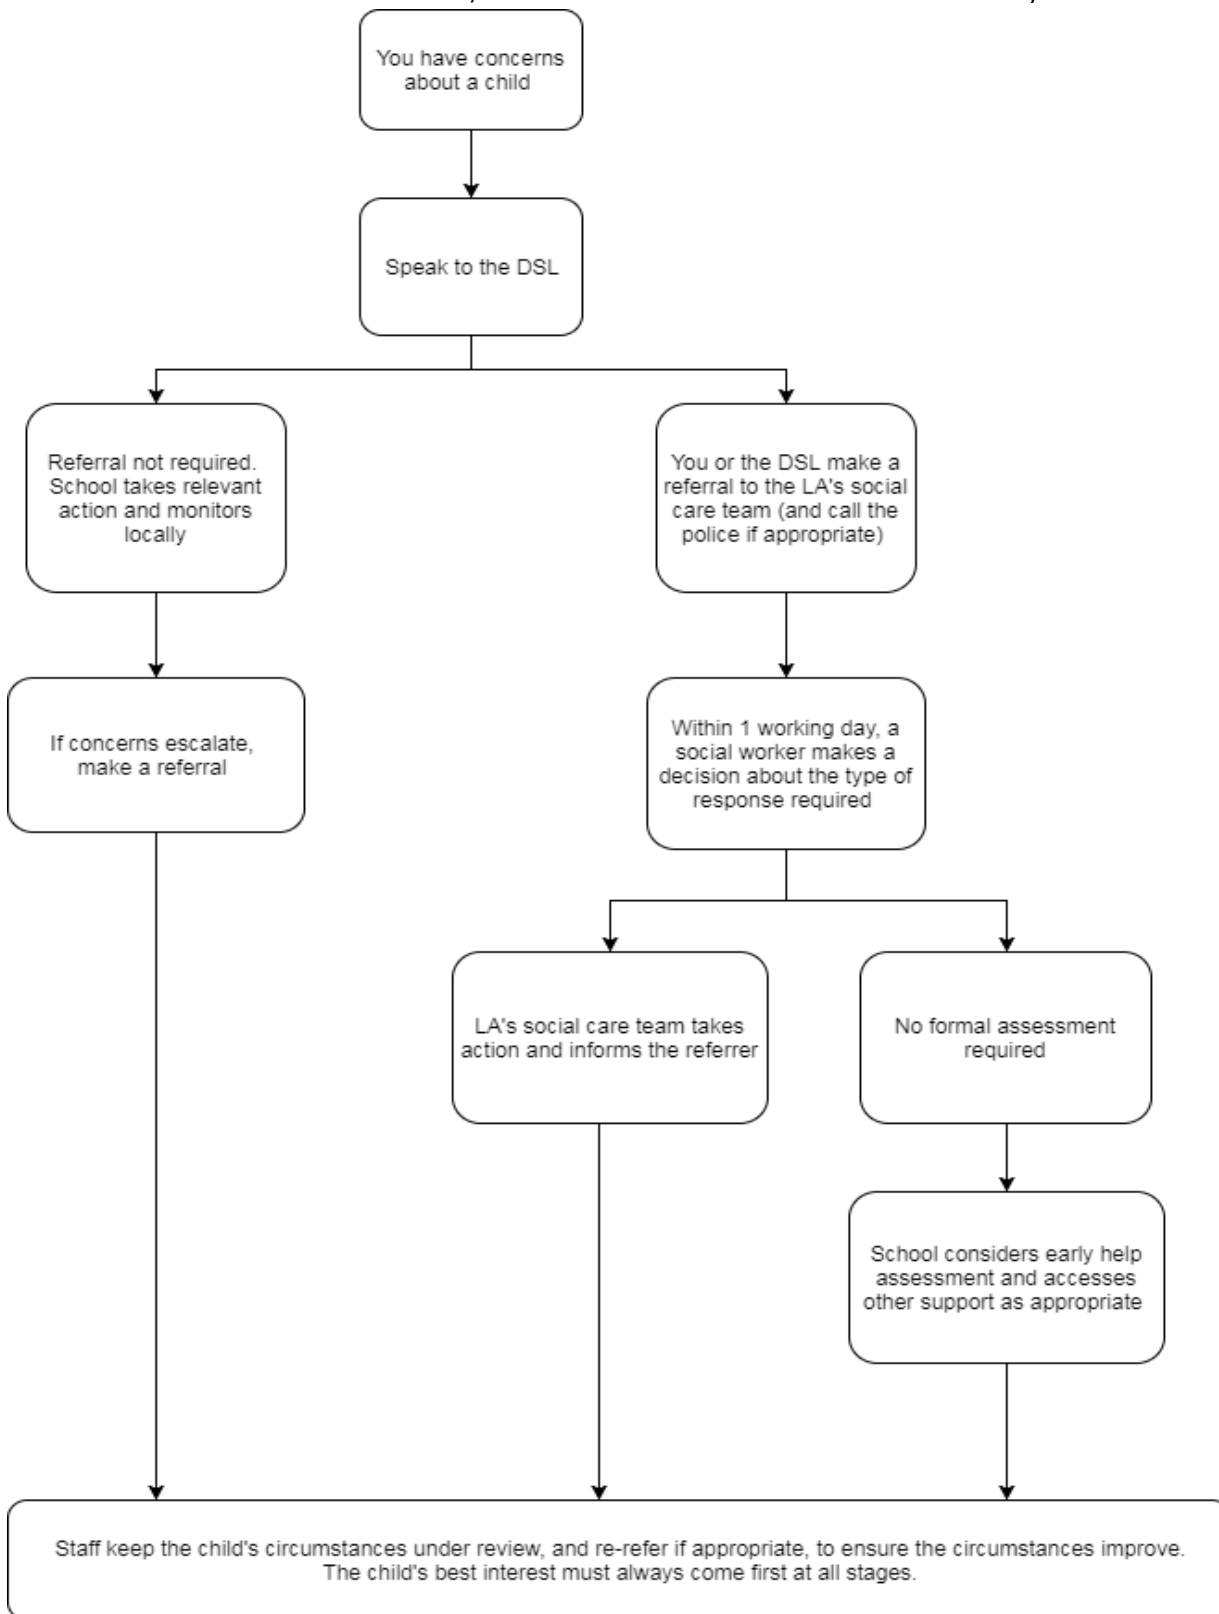 You have concerns
about a child
Speak to the DSL
Referral not required.
School takes relevant
action and monitors
locally
You or the DSL make a
referral to the LA's social
care team (and call the
police if appropriate)
If concerns escalate,
make a referral
Within 1 working day, a
social worker makes a
decision about the type of
response required
LA's social care team takes
action and informs the referrer
No formal assessment
required
School considers early help
assessment and accesses
other support as appropriate
Staff keep the child's circumstances under review, and re-refer if appropriate, to ensure the circumstances improve.
The child's best interest must always come first at all stages.